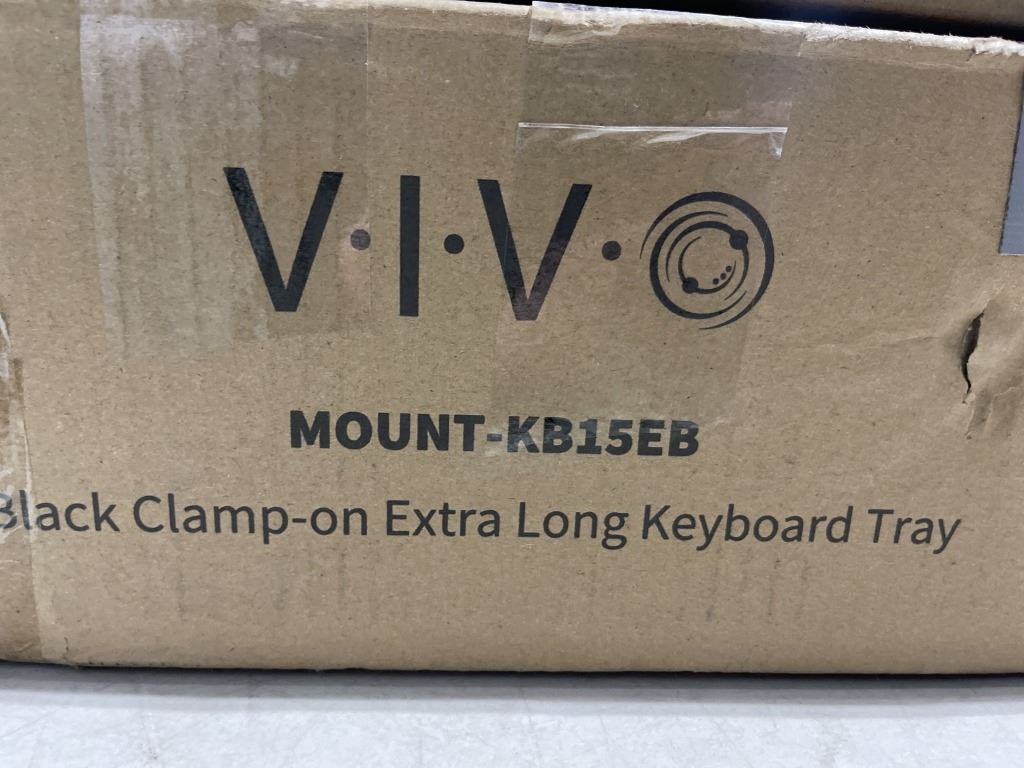 V·I·V·O
MOUNT-KB15EB
Black Clamp-on Extra Long Keyboard Tray